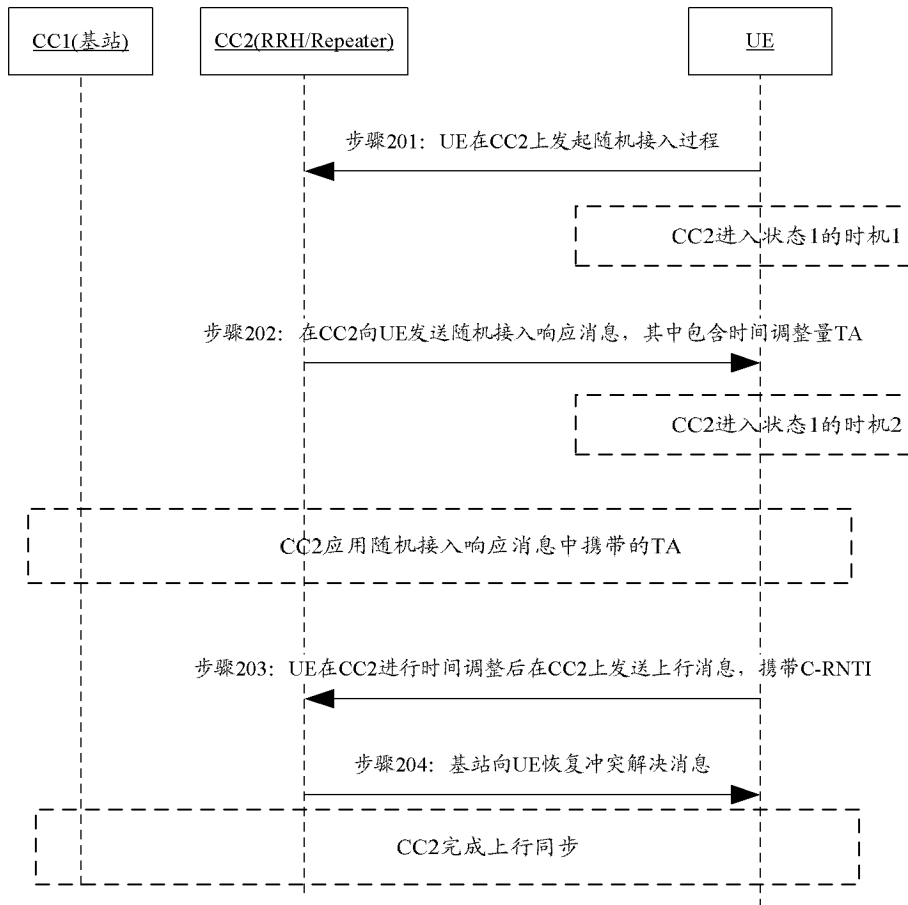 CC1(基站)
CC2(RRH/Repeater)
UE
步骤201：UE在CC2上发起随机接入过程
CC2进入状态1的时机1
步骤202：在CC2向UE发送随机接入响应消息，其中包含时间调整量TA
CC2进入状态1的时机2
CC2应用随机接入响应消息中携带的TA
步骤203：UE在CC2进行时间调整后在CC2上发送上行消息，携带C-RNTI
步骤204：基站向UE恢复冲突解决消息
CC2完成上行同步